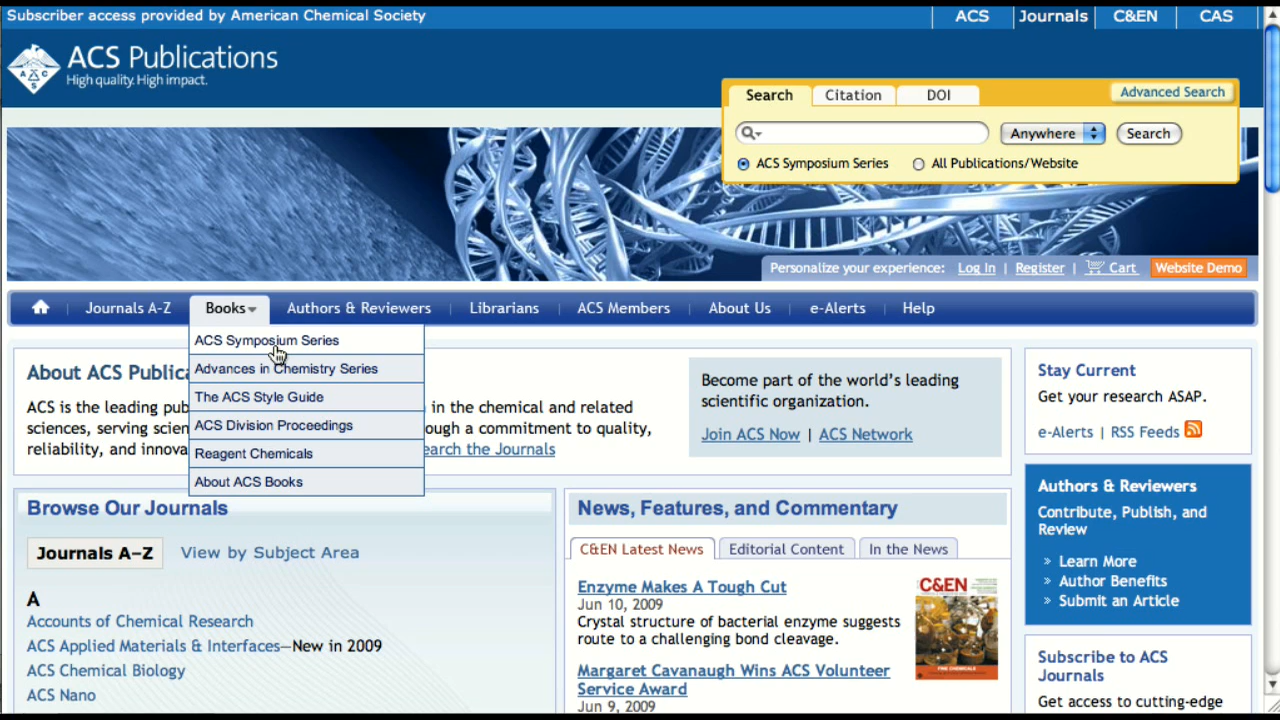 Subscriber access provided by American Chemical Society
ACS
Journals
C&EN
CAS
ACS Publications
High quality. High impact.
A C S
S
Search
Citation
DOI
Advanced Search
Anywhere
Search
ACS Symposium Series
All Publications/Website
Personalize your experience: Log In | Register | Cart
Website Demo
Journals A-Z
Books
Authors & Reviewers
Librarians
ACS Members
About Us
e-Alerts
Help
ACS Symposium Series
Advances in Chemistry Series
The ACS Style Guide
ACS Division Proceedings
Reagent Chemicals
About ACS Books
About ACS
ACS is the leading in the chemical and related
sciences, serving a commitment to quality,
reliability, and the Journals
Become part of the world's leading
scientific organization.
Join ACS Now | ACS Network
Stay Current
Get your research ASAP.
e-Alerts | RSS Feeds
Browse Our Journals
Journals A–Z
View by Subject Area
A
Accounts of Chemical Research
ACS Applied Materials & Interfaces—New in 2009
ACS Chemical Biology
ACS Nano
News, Features, and Commentary
C&EN Latest News
Editorial Content
In the News
Enzyme Makes A Tough Cut
Jun 10, 2009
Crystal structure of bacterial enzyme suggests
route to a challenging bond cleavage.
Margaret Cavanaugh Wins ACS Volunteer
Service Award
Jun 9, 2009
C&EN
FINE CHEMICALS
Authors & Reviewers
Contribute, Publish, and
Review
» Learn More
» Author Benefits
» Submit an Article
Subscribe to ACS
Journals
Get access to cutting-edge